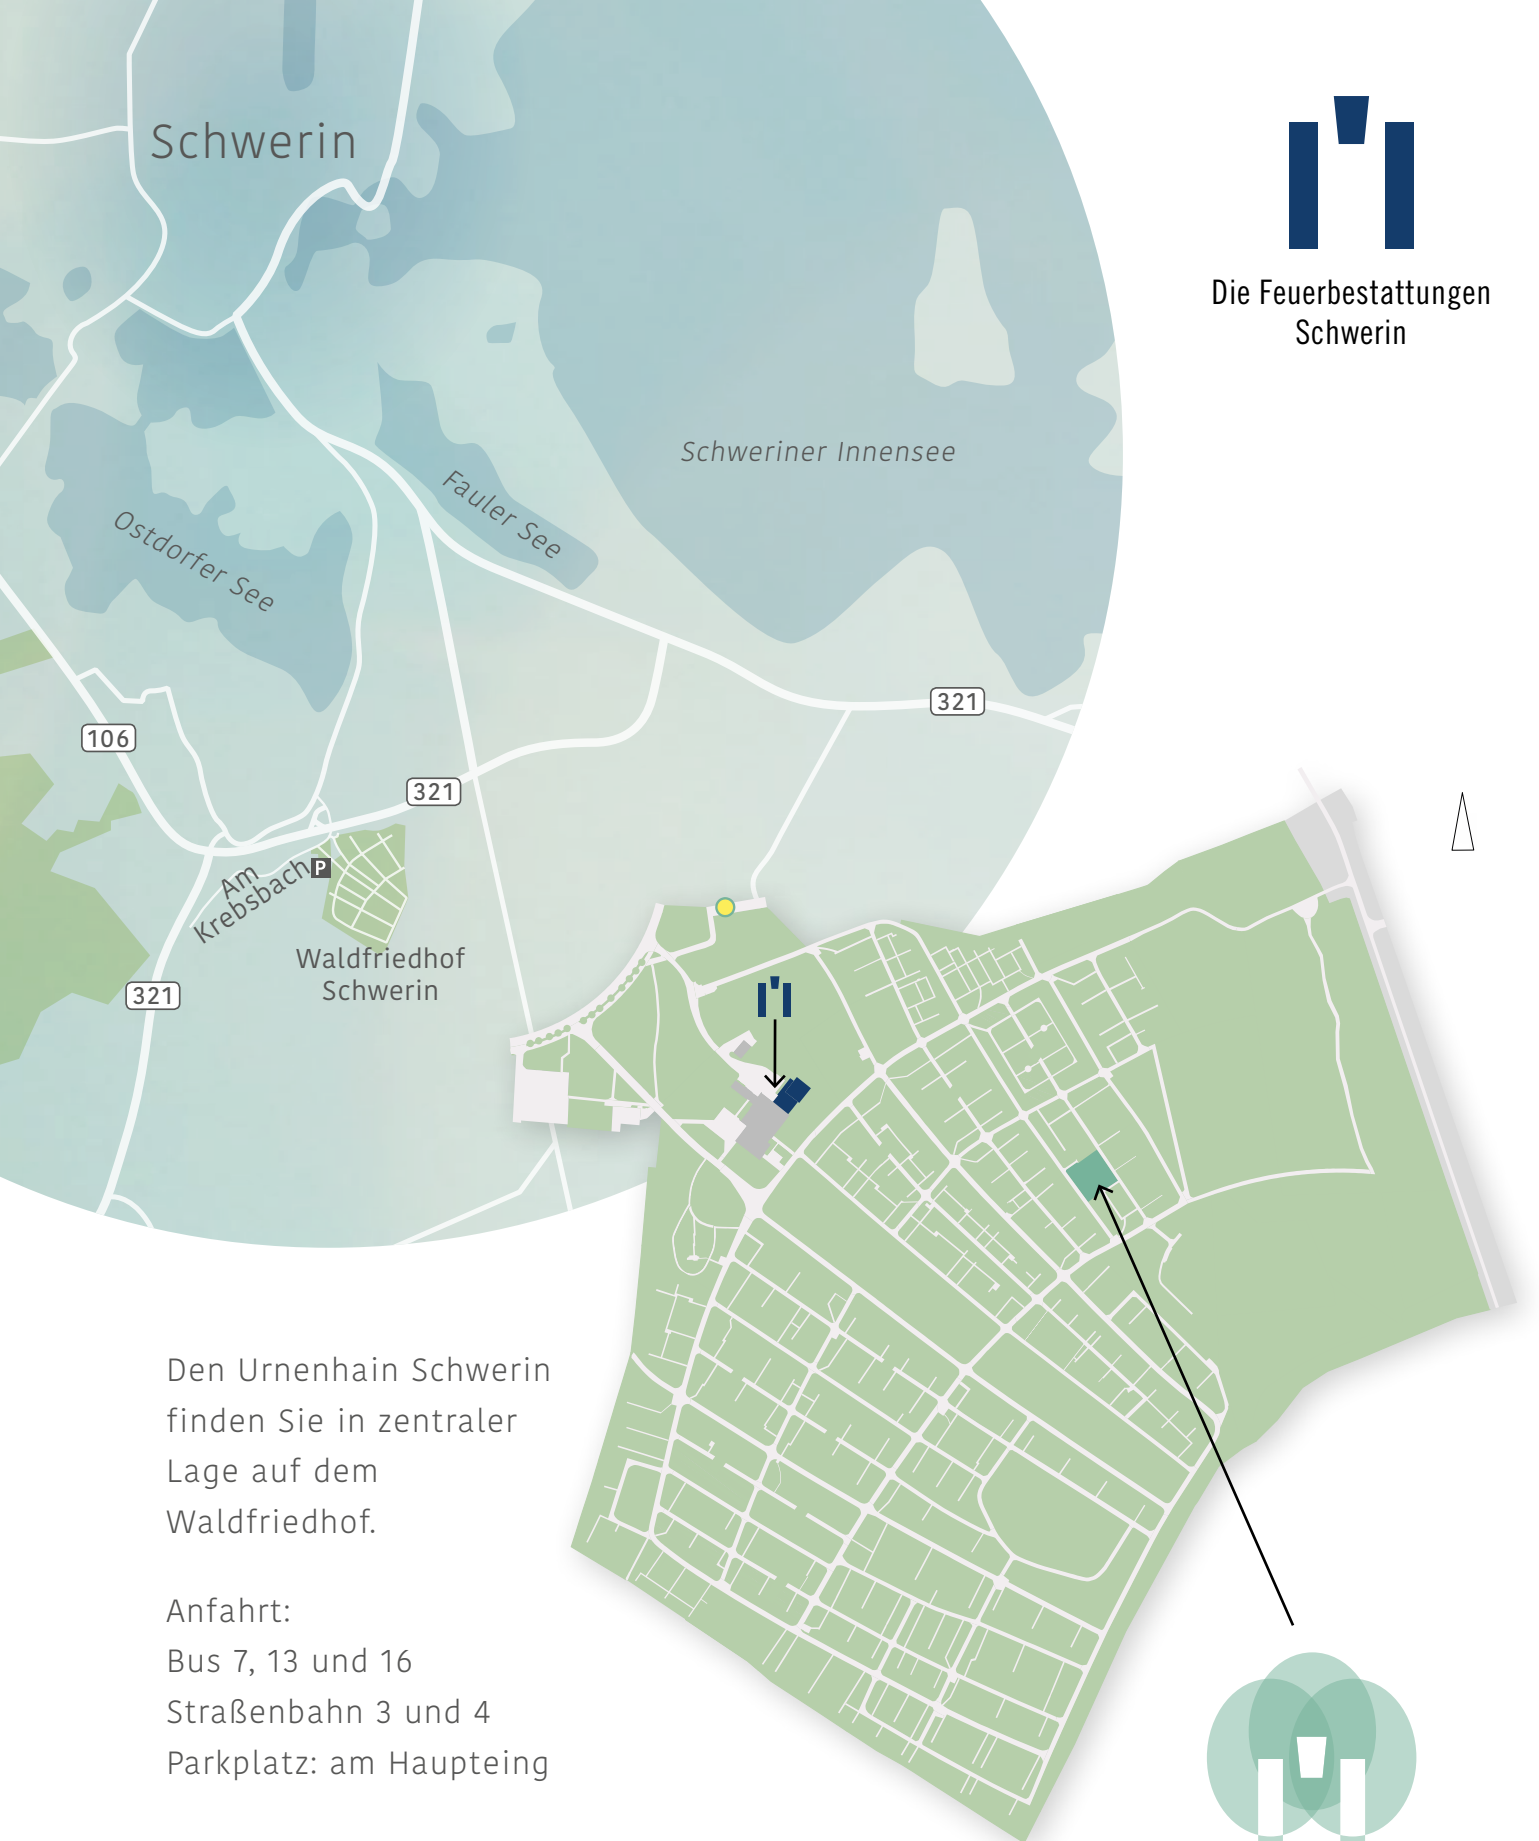 Schwerin
Die Feuerbestattungen
Schwerin
Schweriner Innensee
Fauler See
Ostdorfer See
321
106
321
P
Am
Krebsbach
Waldfriedhof
Schwerin
321
Den Urnenhain Schwerin
finden Sie in zentraler
Lage auf dem
Waldfriedhof.
Anfahrt:
Bus 7, 13 und 16
Straßenbahn 3 und 4
Parkplatz: am Haupteing